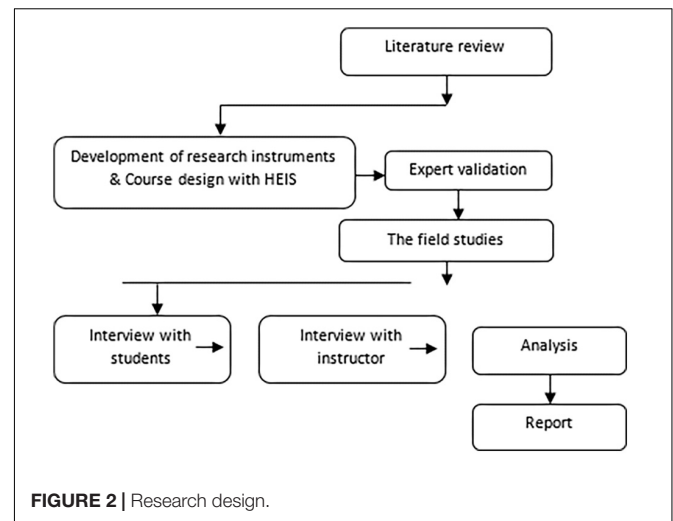 Literature review
Development of research instruments
& Course design with HEIS
Expert validation
The field studies
Interview with
students
Interview with
instructor
Analysis
Report
FIGURE 2 | Research design.